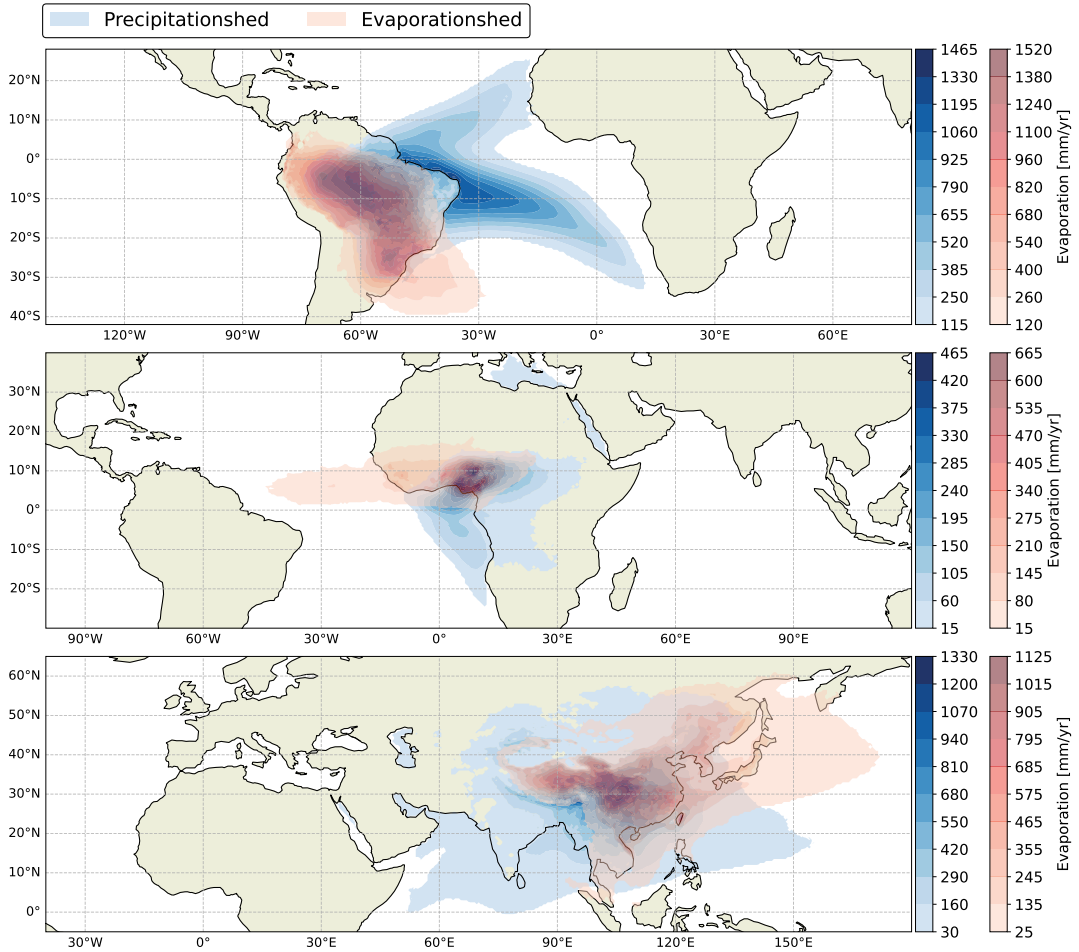 Precipitationshed Evaporationshed
20°N
10°N
0°
10°S
20°S
30°S
40°S
120°W 90°W 60°W 30°W 0° 30°E 60°E
1465
1330
1195
1060
925
790
655
520
385
250
115
1520
1380
1240
1100
960
820
680
540
400
260
120
Evaporation [mm/yr]
30°N
20°N
10°N
0°
10°S
20°S
90°W 60°W 30°W 0° 30°E 60°E 90°E
465
420
375
330
285
240
195
150
105
60
15
665
600
535
470
405
340
275
210
145
80
15
Evaporation [mm/yr]
60°N
50°N
40°N
30°N
20°N
10°N
0°
30°W 0° 30°E 60°E 90°E 120°E 150°E
1330
1200
1070
940
810
680
550
420
290
160
30
1125
1015
905
795
685
575
465
355
245
135
25
Evaporation [mm/yr]